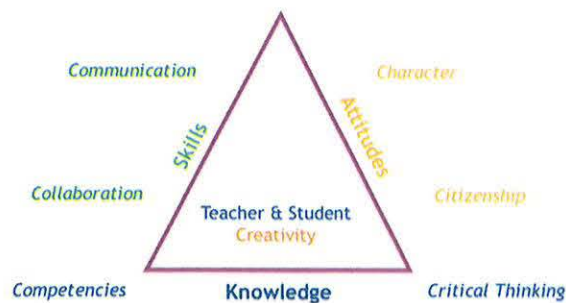 Communication
Character
Skills
Attitudes
Collaboration
Citizenship
Teacher & Student
Creativity
Competencies
Knowledge
Critical Thinking